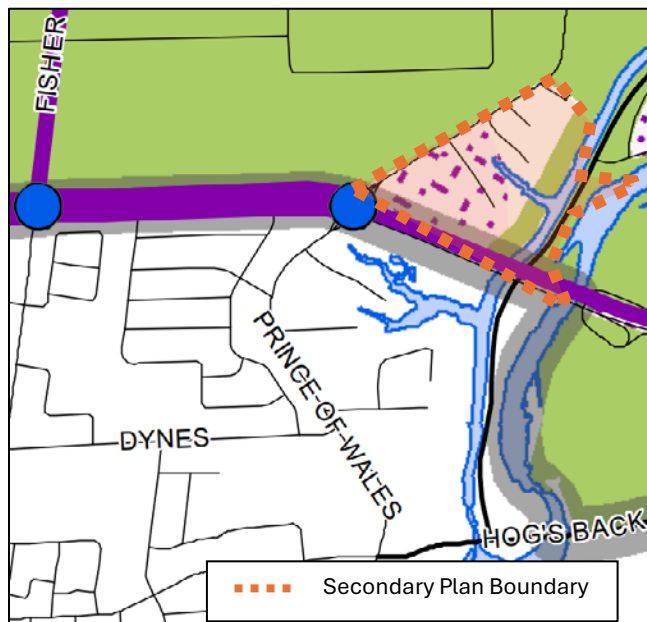 FISHER
PRINCE-OF-WALES
DYNES
HOG'S BACK
Secondary Plan Boundary